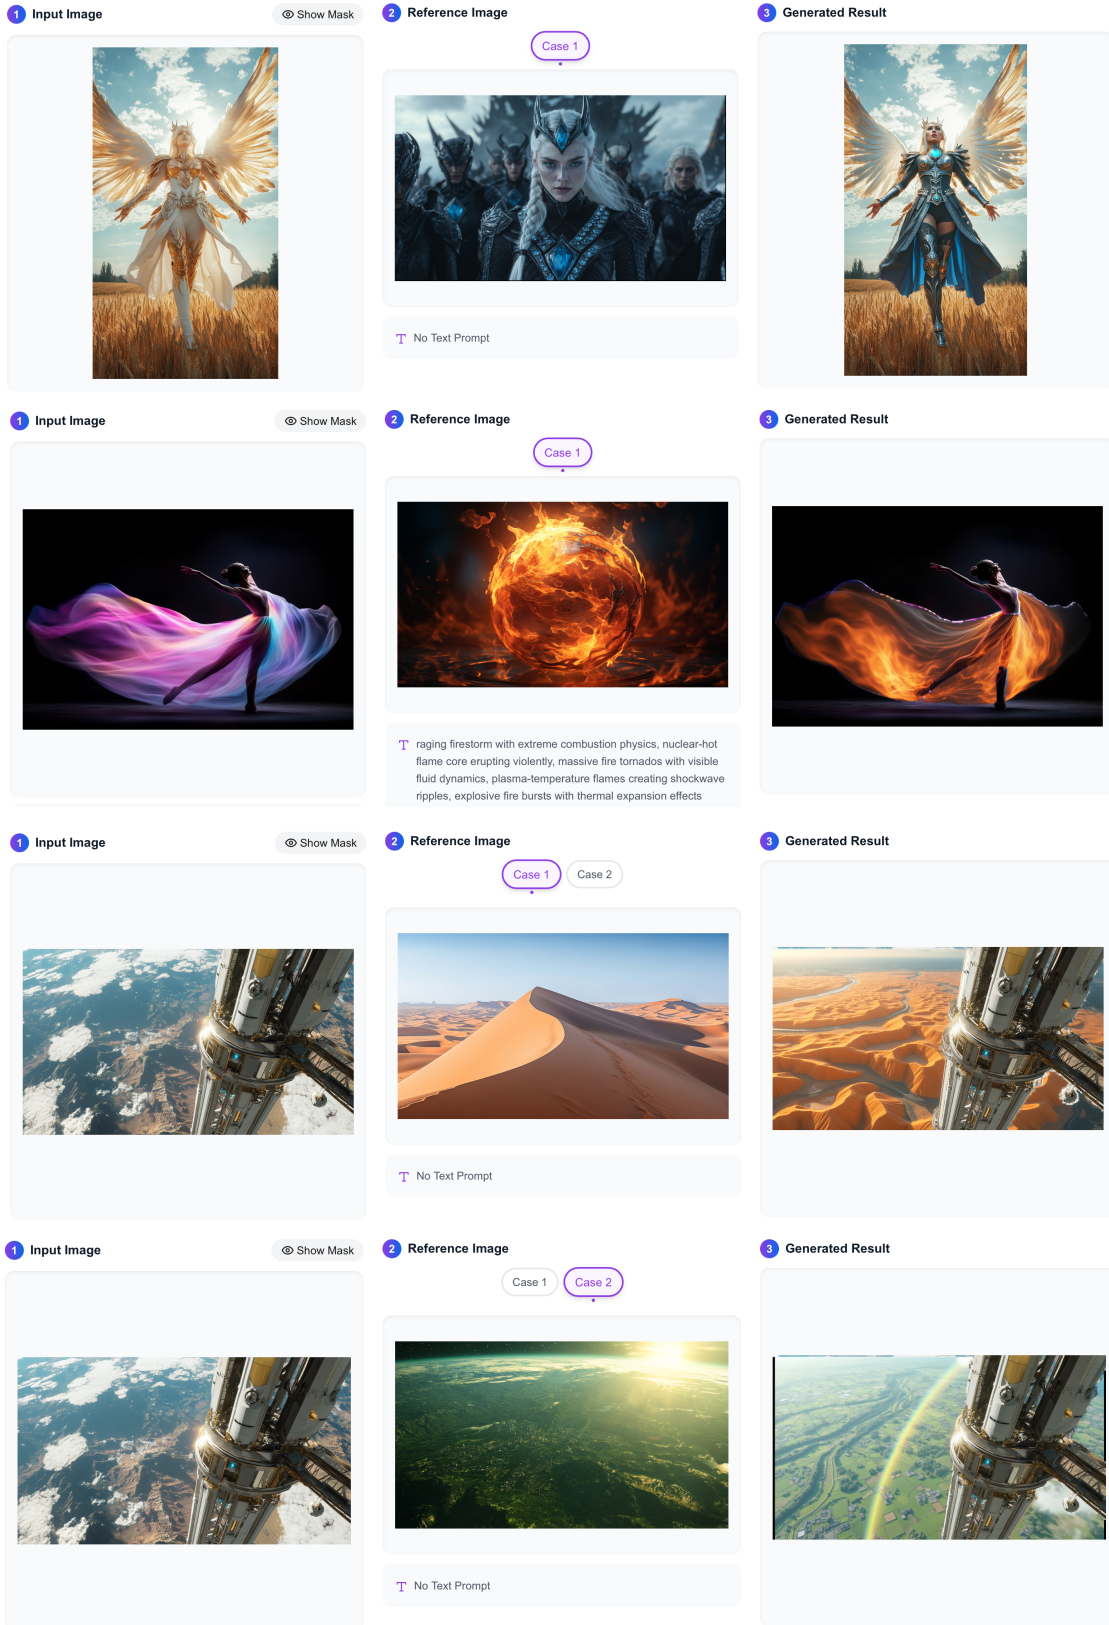 1 Input Image
Show Mask
2 Reference Image
Case 1
T No Text Prompt
3 Generated Result
1 Input Image
Show Mask
2 Reference Image
Case 1
T raging firestorm with extreme combustion physics, nuclear-hot
flame core erupting violently, massive fire tornados with visible
fluid dynamics, plasma-temperature flames creating shockwave
ripples, explosive fire bursts with thermal expansion effects
3 Generated Result
1 Input Image
Show Mask
2 Reference Image
Case 1 Case 2
T No Text Prompt
3 Generated Result
1 Input Image
Show Mask
2 Reference Image
Case 1 Case 2
T No Text Prompt
3 Generated Result